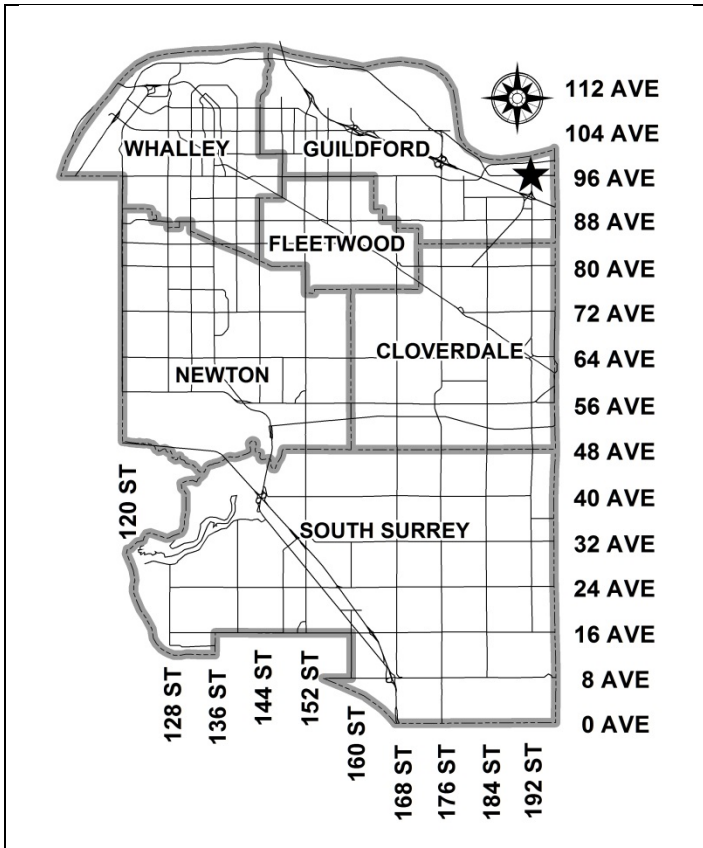 112 AVE
104 AVE
WHALLEY
GUILDFORD
96 AVE
88 AVE
FLEETWOOD
80 AVE
72 AVE
CLOVERDALE
64 AVE
NEWTON
56 AVE
48 AVE
120 ST
40 AVE
SOUTH SURREY
32 AVE
24 AVE
16 AVE
8 AVE
0 AVE
128 ST
136 ST
144 ST
152 ST
160 ST
168 ST
176 ST
184 ST
192 ST